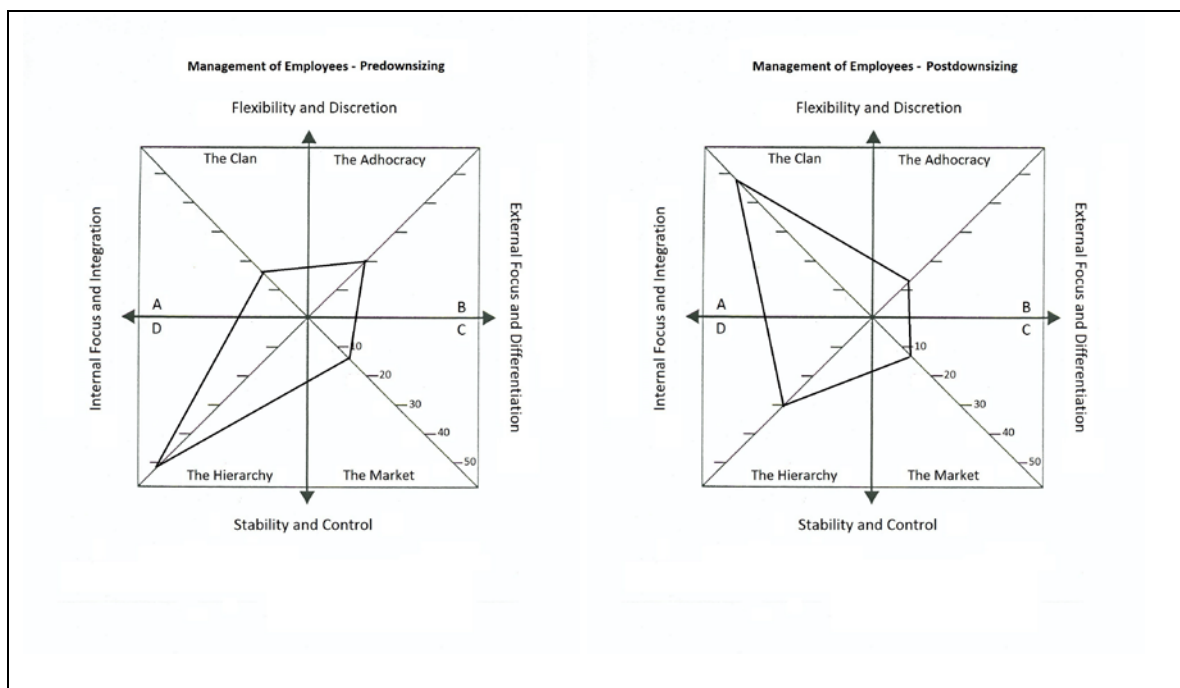 Management of Employees - Predownsizing
Flexibility and Discretion
The Clan
The Adhocracy
Internal Focus and Integration
External Focus and Differentiation
A
B
D
C
10
20
30
40
50
The Hierarchy
The Market
Stability and Control
Management of Employees - Postdownsizing
Flexibility and Discretion
The Clan
The Adhocracy
Internal Focus and Integration
External Focus and Differentiation
A
B
D
C
10
20
30
40
50
The Hierarchy
The Market
Stability and Control